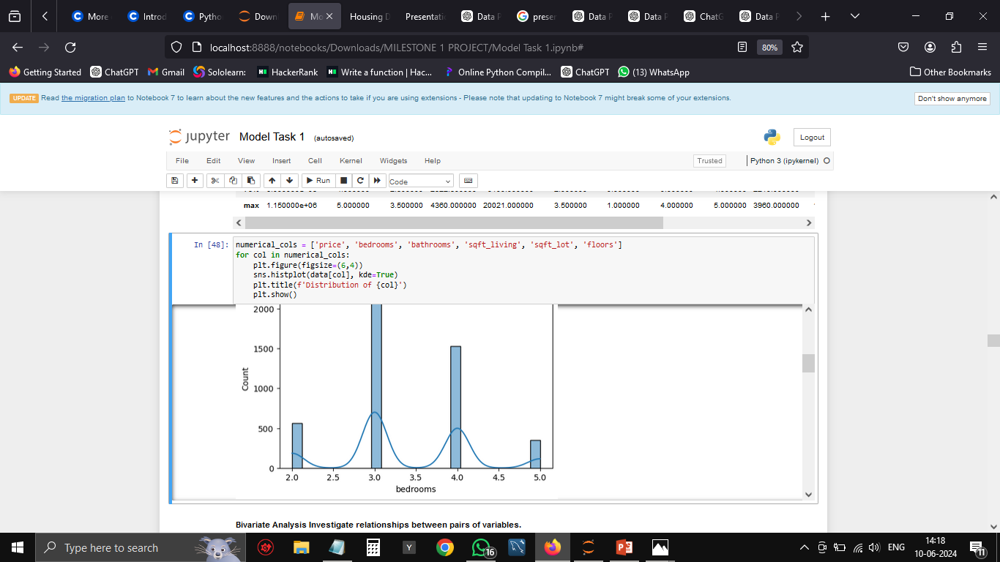 More
Introd
Pytho
Down
Mo
Housing D
Presentati
Data P
preser
Data P
Data P
ChatG
Data P
localhost:8888/notebooks/Downloads/MILESTONE 1 PROJECT/Model Task 1.ipynb#
80%
Getting Started
ChatGPT
Gmail
Sololearn:
HackerRank
Write a function | Hac...
Online Python Compil...
ChatGPT
(13) WhatsApp
Other Bookmarks
UPDATE Read the migration plan to Notebook 7 to learn about the new features and the actions to take if you are using extensions - Please note that updating to Notebook 7 might break some of your extensions.
Don't show anymore
jupyter Model Task 1 (autosaved)
Logout
File Edit View Insert Cell Kernel Widgets Help
Trusted
Python 3 (ipykernel)
Run
Code
max 1.150000e+06 5.000000 3.500000 4360.000000 20021.000000 3.500000 1.000000 4.000000 5.000000 3960.000000
In [48]: numerical_cols = ['price', 'bedrooms', 'bathrooms', 'sqft_living', 'sqft_lot', 'floors']
for col in numerical_cols:
    plt.figure(figsize=(6,4))
    sns.histplot(data[col], kde=True)
    plt.title(f'Distribution of {col}')
    plt.show()
2000
1500
1000
500
0
Count
2.0 2.5 3.0 3.5 4.0 4.5 5.0
bedrooms
Bivariate Analysis Investigate relationships between pairs of variables.
Type here to search
Y
16
ENG
14:18
10-06-2024
11